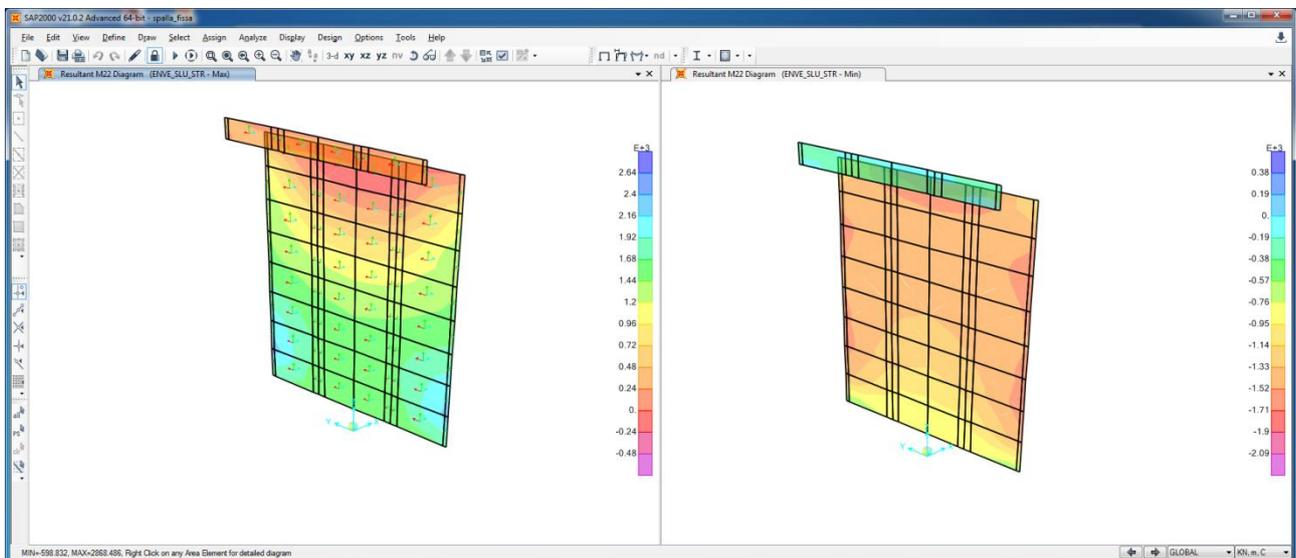 SAP2000 v21.0.2 Advanced 64-bit - spalla_fissa
File Edit View Define Draw Select Assign Analyze Display Design Options Tools Help
3-d xy xz yz nv nd
Resultant M22 Diagram (ENVE_SLU_STR - Max)
Resultant M22 Diagram (ENVE_SLU_STR - Min)
E+3
2.64
2.4
2.16
1.92
1.68
1.44
1.2
0.96
0.72
0.48
0.24
0.
-0.24
-0.48
E+3
0.38
0.19
0.
-0.19
-0.38
-0.57
-0.76
-0.95
-1.14
-1.33
-1.52
-1.71
-1.9
-2.09
Y X
Y
all
PS
clr
MIN=-598.832, MAX=2868.486, Right Click on any Area Element for detailed diagram
GLOBAL
KN, m, C